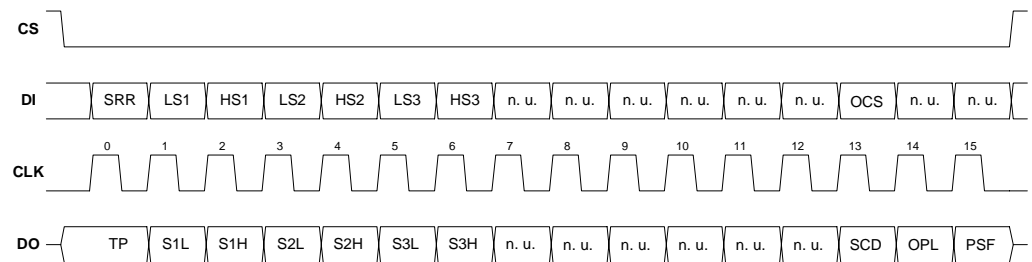 CS
DI SRR LS1 HS1 LS2 HS2 LS3 HS3 n. u. n. u. n. u. n. u. n. u. n. u. OCS n. u. n. u.
0 1 2 3 4 5 6 7 8 9 10 11 12 13 14 15
CLK
DO TP S1L S1H S2L S2H S3L S3H n. u. n. u. n. u. n. u. n. u. n. u. SCD OPL PSF